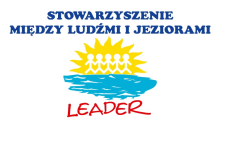 STOWARZYSZENIE
MIĘDZY LUDŹMI I JEZIORAMI
LEADER